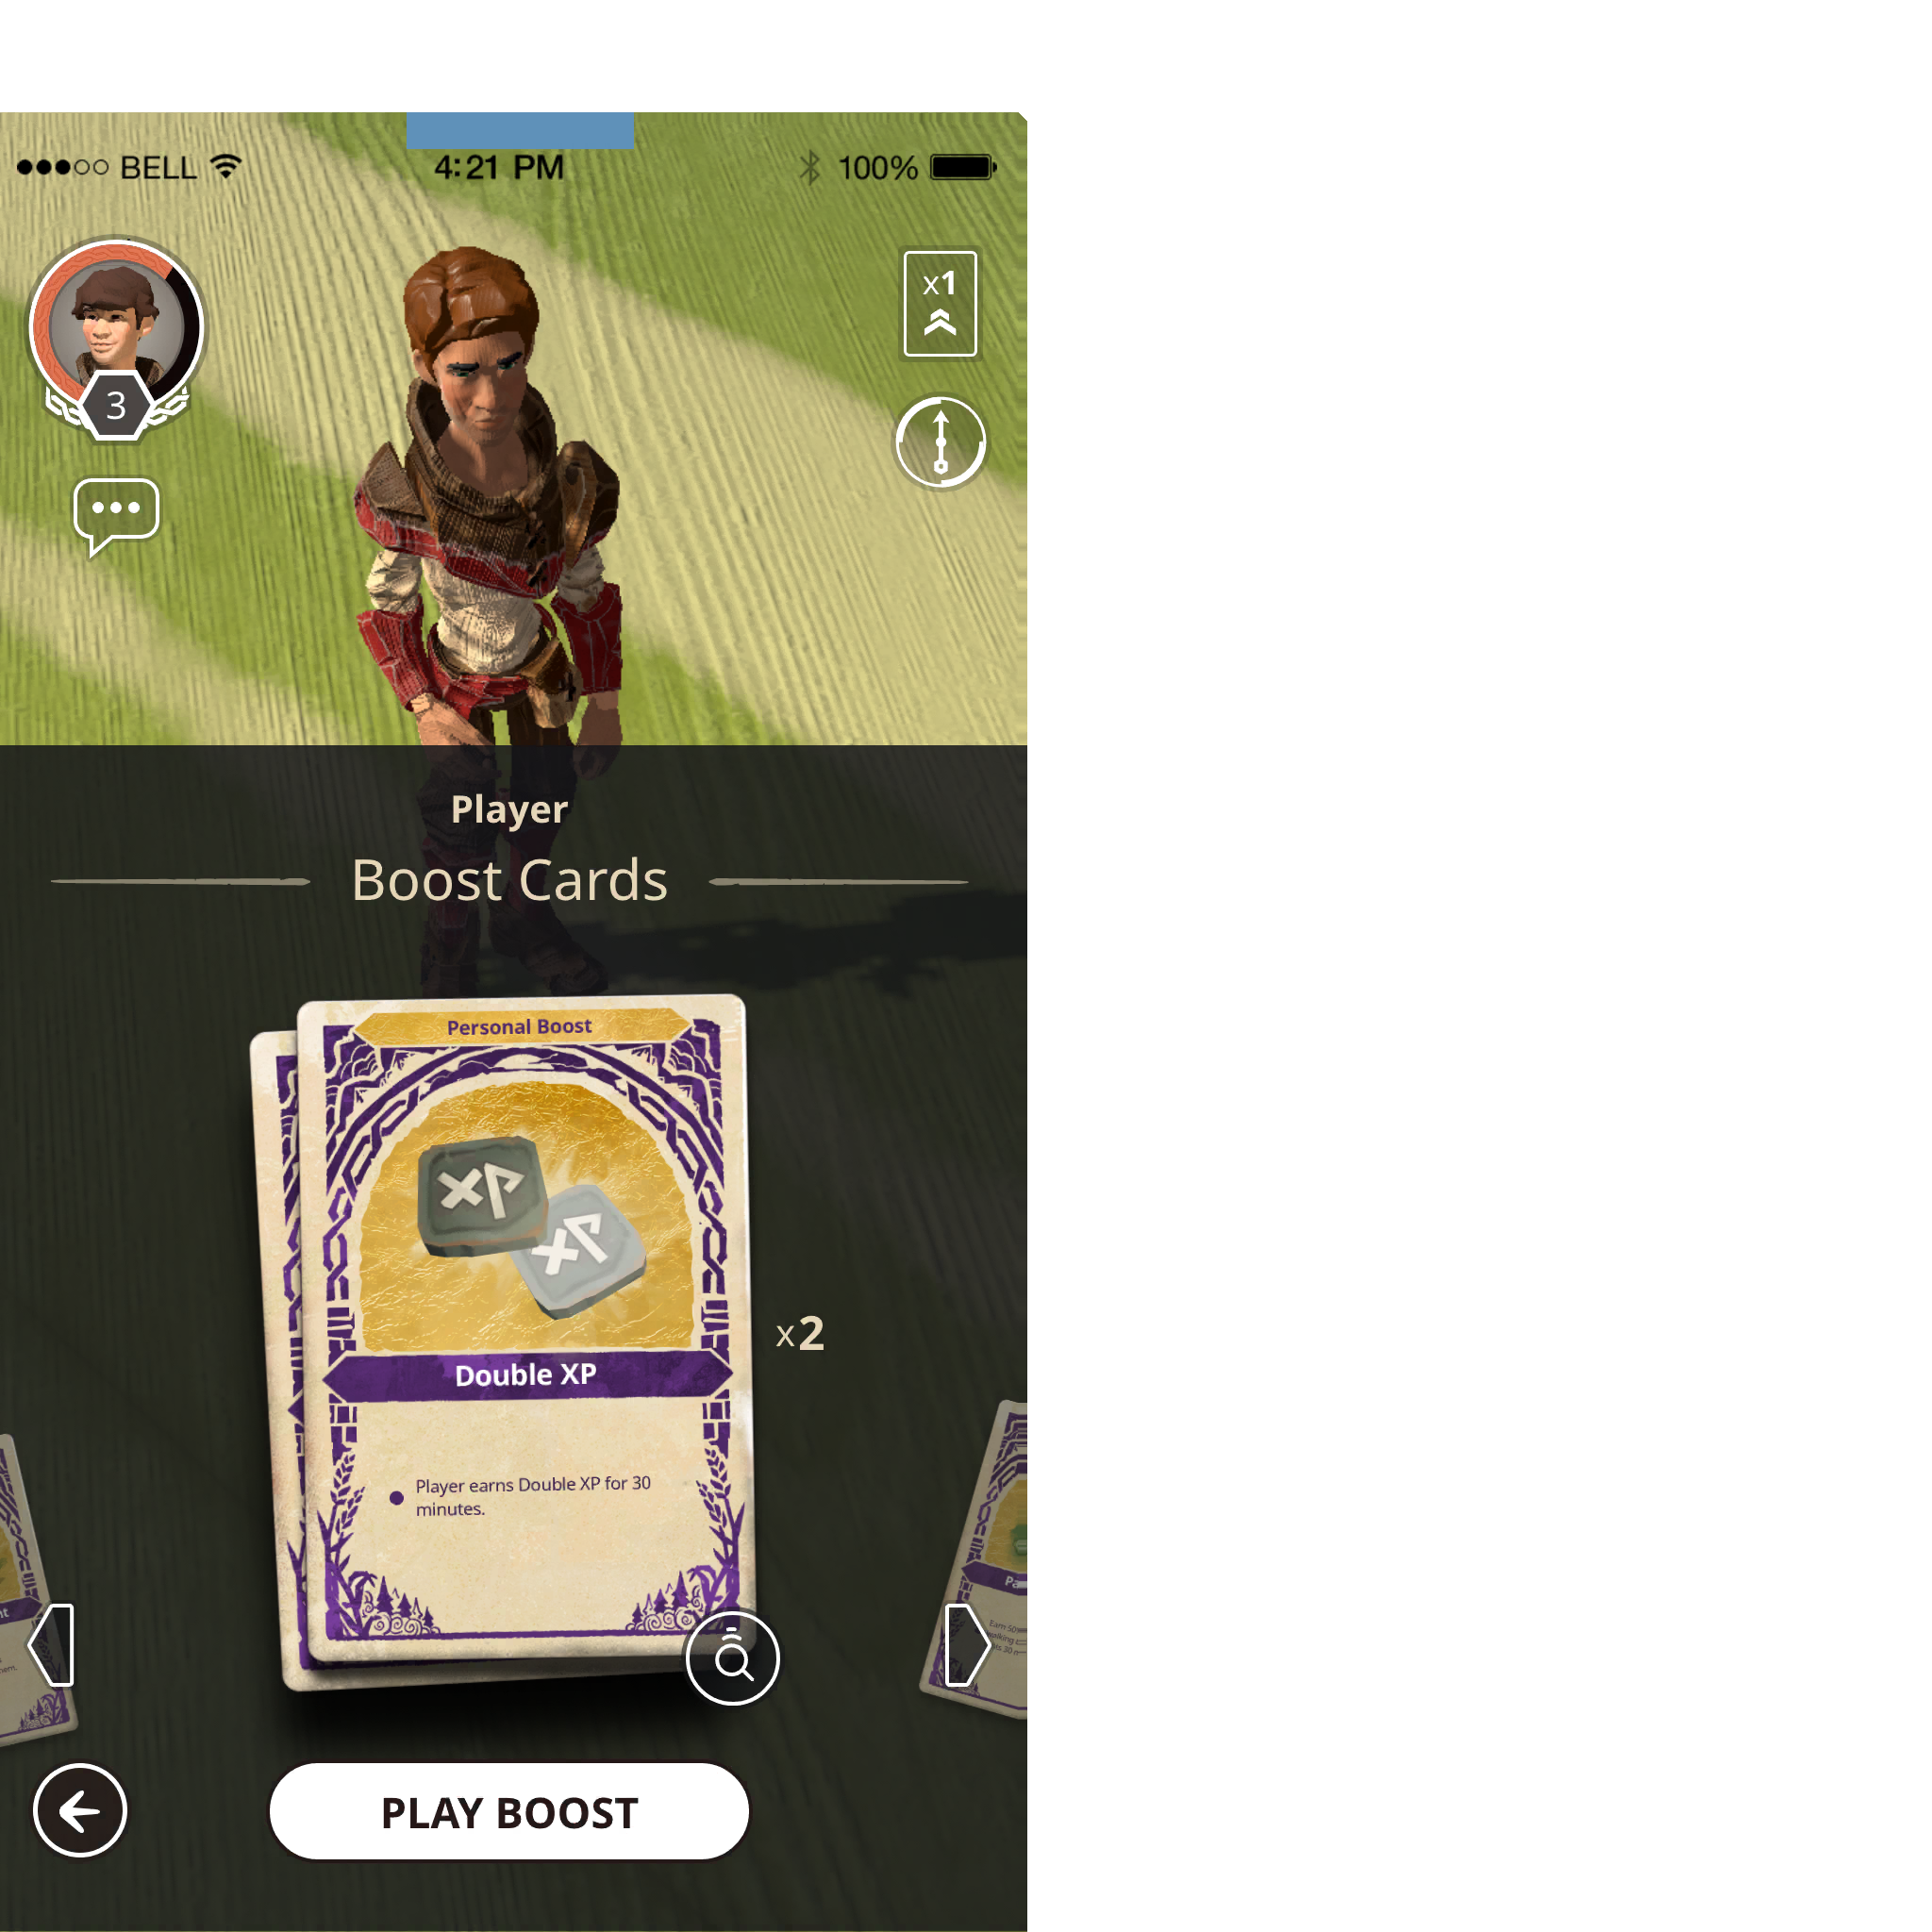 BELL
4:21 PM
100%
x1
3
Player
Boost Cards
Personal Boost
XP
XP
Double XP
x2
Player earns Double XP for 30
minutes.
PLAY BOOST